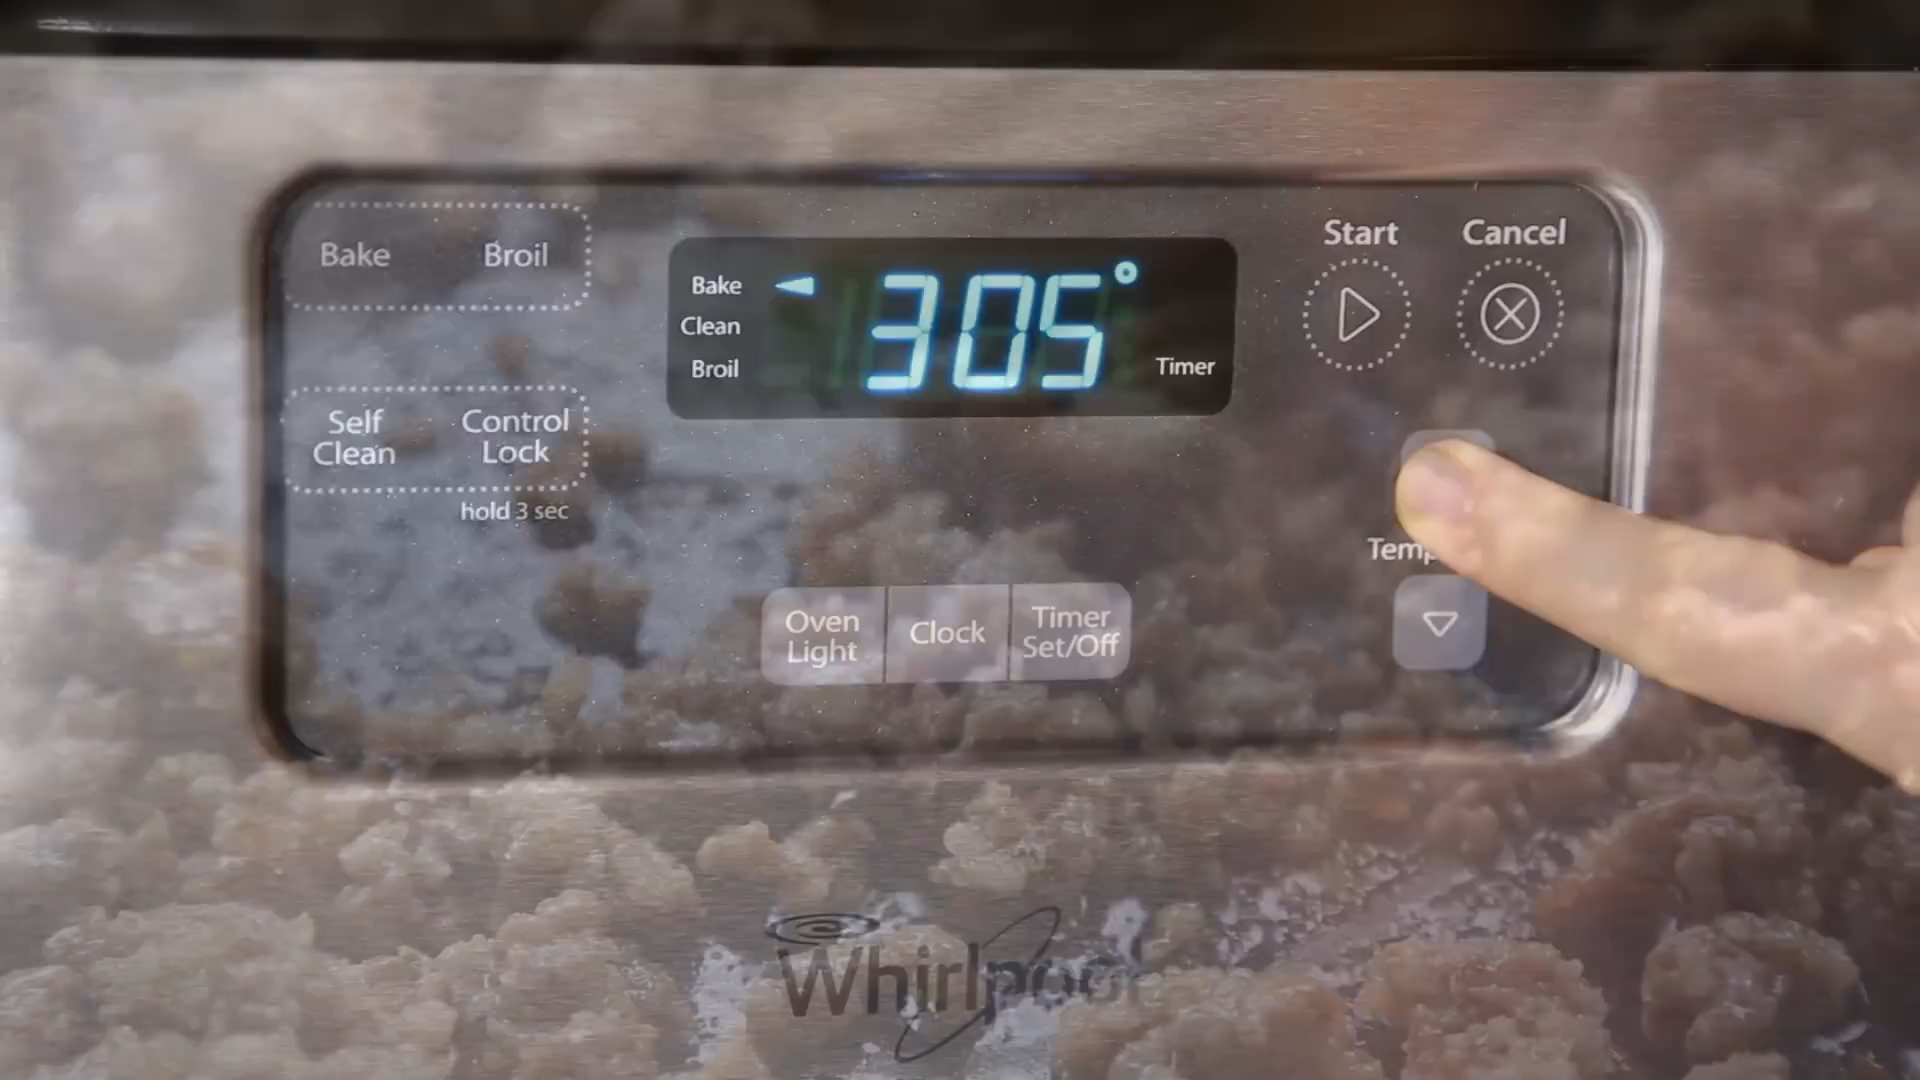 Bake Broil
Self Clean
Control Lock
hold 3 sec
Bake
Clean
Broil
305°
Timer
Start Cancel
Oven Light
Clock
Timer Set/Off
Whirlpool